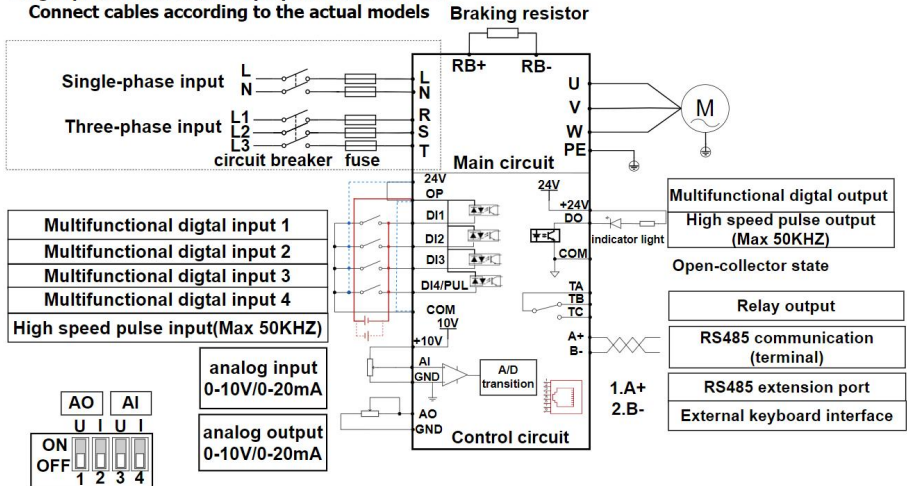 Connect cables according to the actual models
Braking resistor
RB+ RB-
Single-phase input
L
N
L
N
Three-phase input
L1
L2
L3
R
S
T
circuit breaker fuse
U
V
W
PE
M
Main circuit
24V
OP
DI1
DI2
DI3
DI4/PUL
COM
10V
+10V
AI
GND
AO
GND
A/D
transition
Control circuit
24V
+24V
DO
COM
TA
TB
TC
A+
B-
indicator light
Multifunctional digtal output
High speed pulse output
(Max 50KHZ)
Open-collector state
Relay output
RS485 communication
(terminal)
1.A+
2.B-
RS485 extension port
External keyboard interface
Multifunctional digtal input 1
Multifunctional digtal input 2
Multifunctional digtal input 3
Multifunctional digtal input 4
High speed pulse input(Max 50KHZ)
analog input
0-10V/0-20mA
analog output
0-10V/0-20mA
AO AI
U I U I
ON
OFF
1 2 3 4